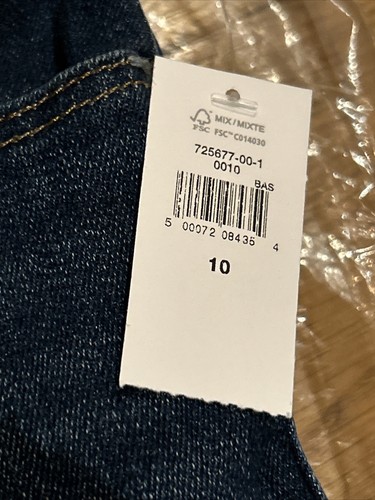 MIX/MIXTE
FSC FSC™ C014030
725677-00-1
0010
BAS
5 00072 08435 4
10